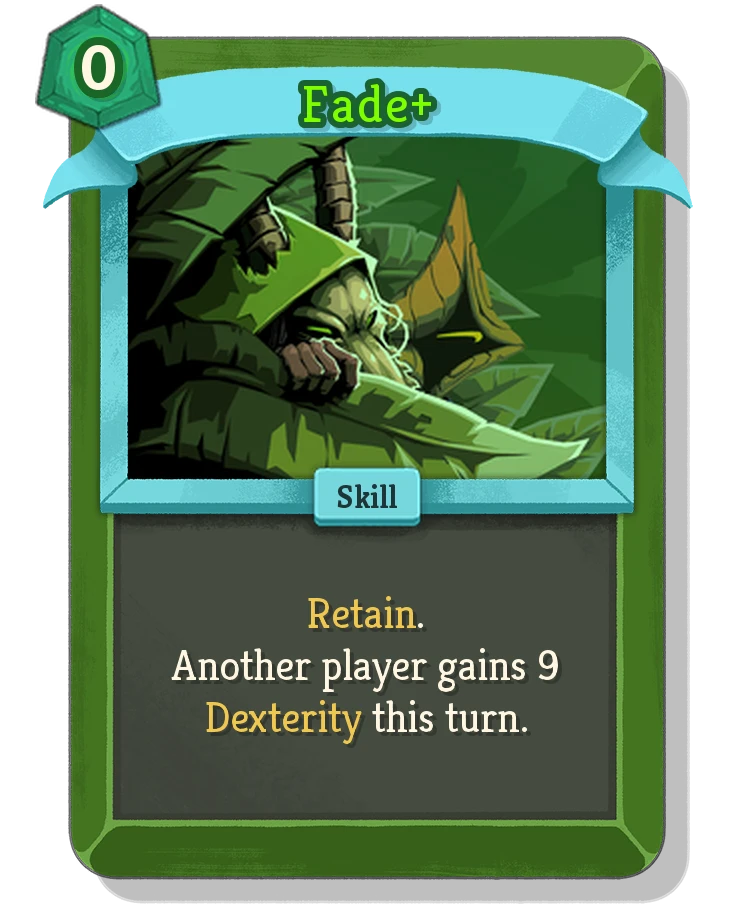 0
Fade+
Skill
Retain.
Another player gains 9
Dexterity this turn.